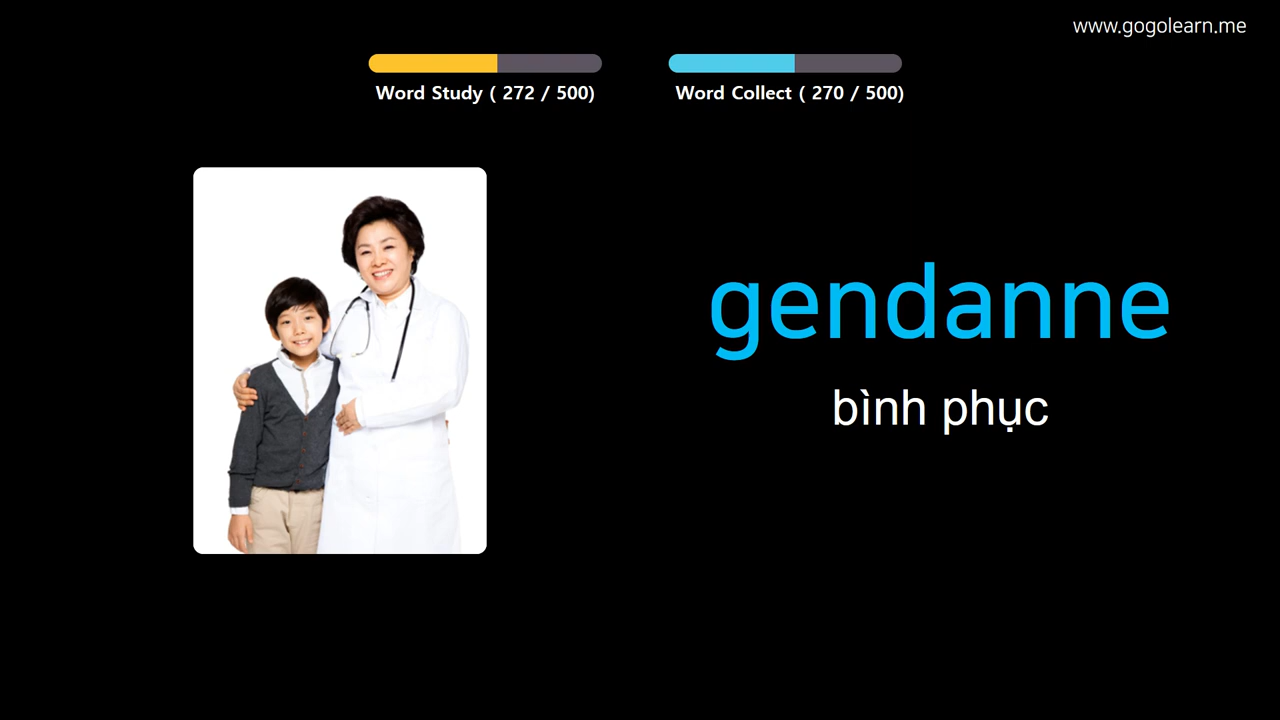 www.gogolearn.me
Word Study ( 272 / 500)
Word Collect ( 270 / 500)
gendanne
bình phục